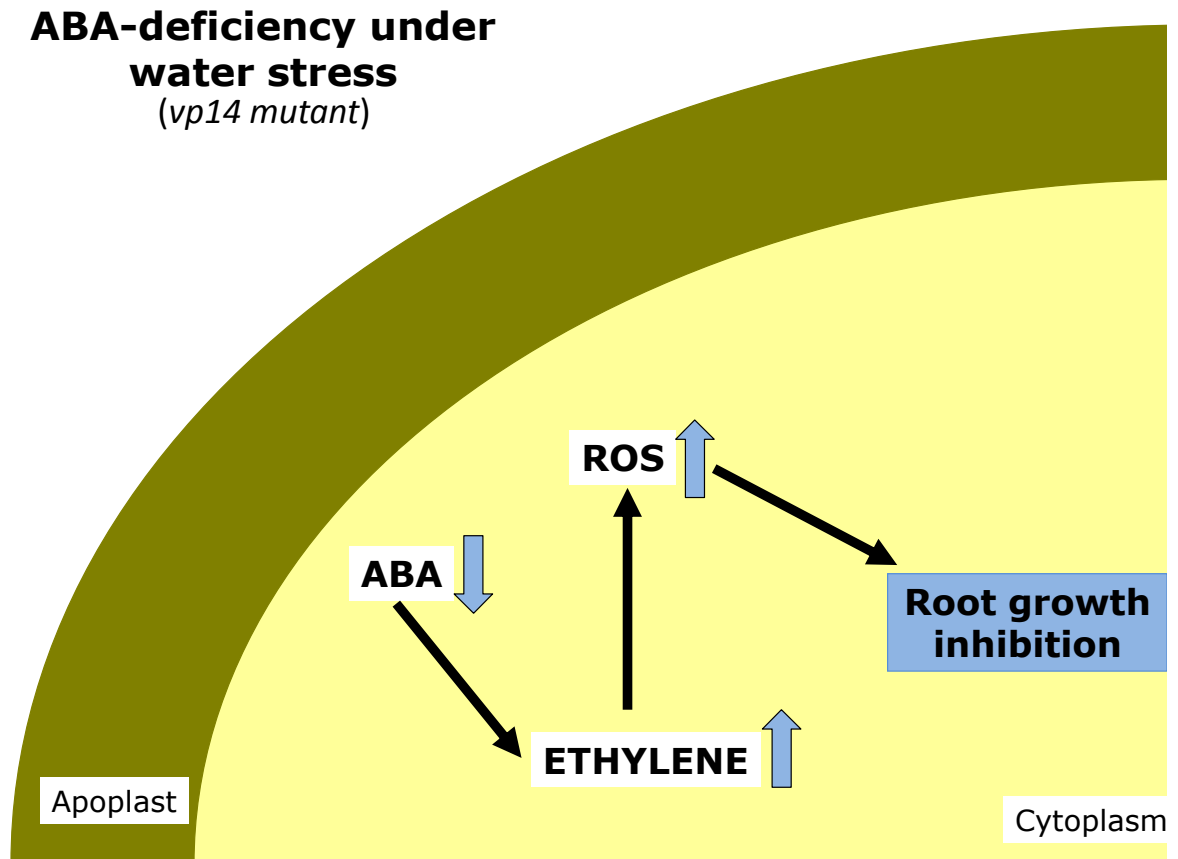 ABA-deficiency under
water stress
(vp14 mutant)
ROS
ABA
Root growth
inhibition
ETHYLENE
Apoplast
Cytoplasm